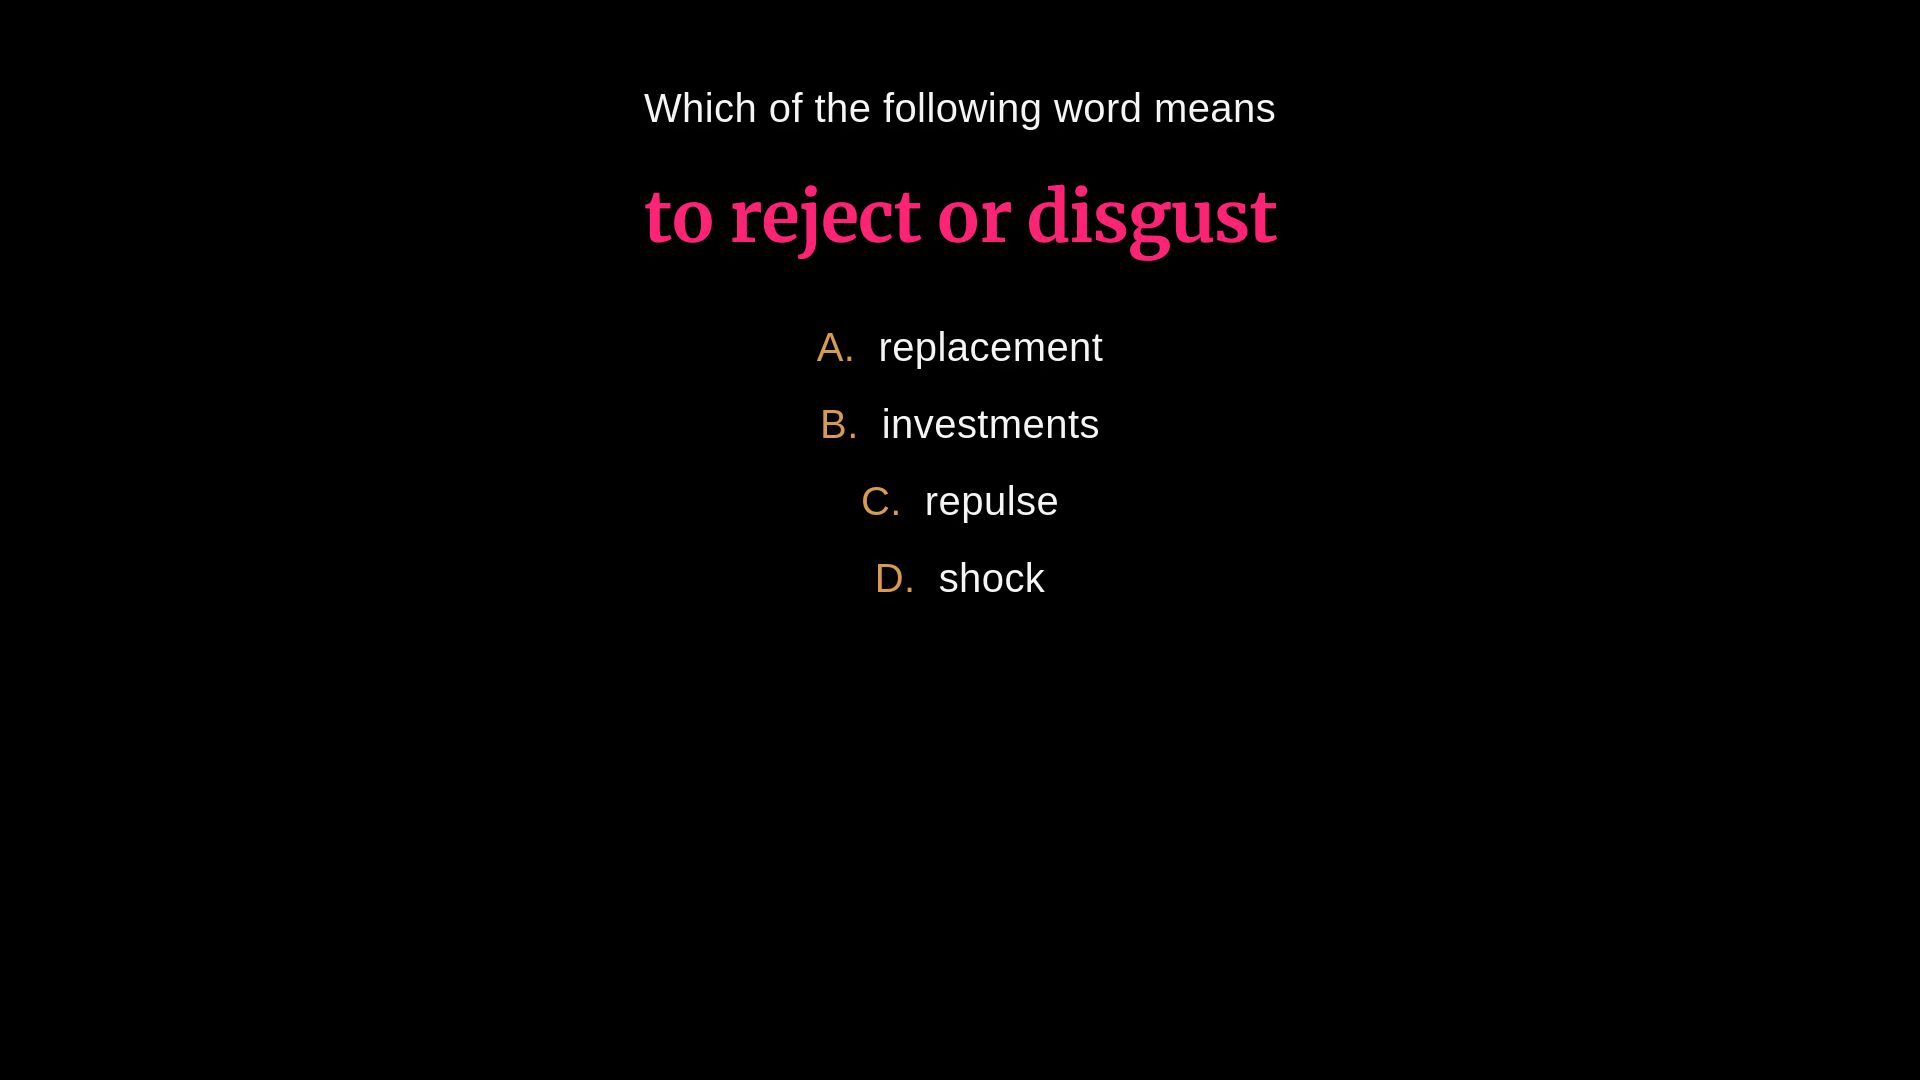 Which of the following word means
to reject or disgust
A. replacement
B. investments
C. repulse
D. shock